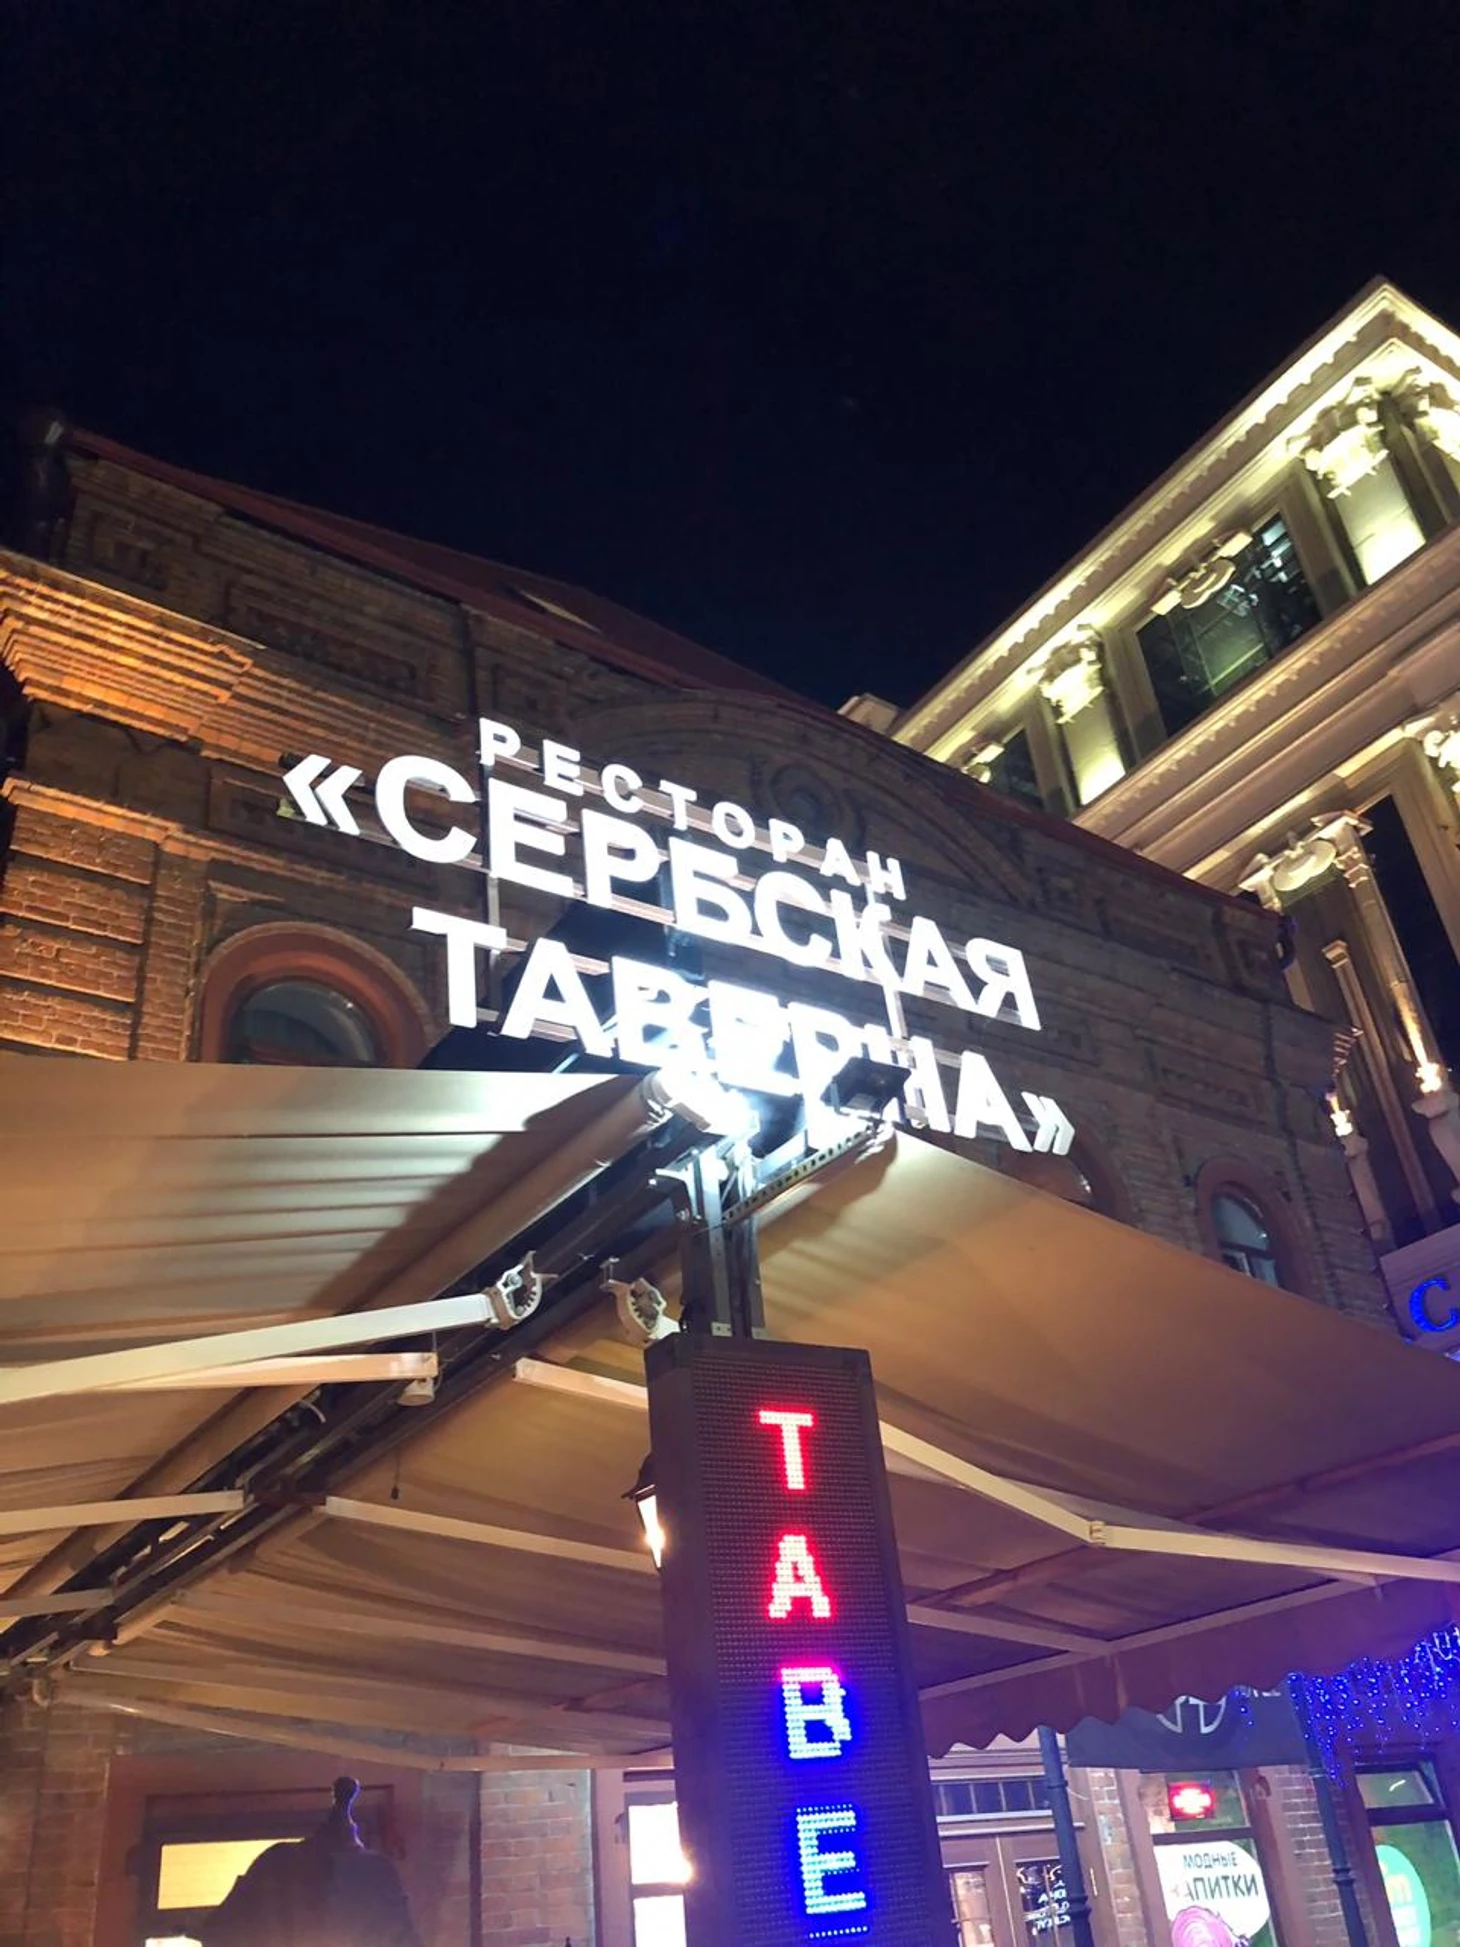 РЕСТОРАН
«СЕРБСКАЯ
ТАВЕРНА»
ТАВЕ
МОДНЫЕ
НАПИТКИ